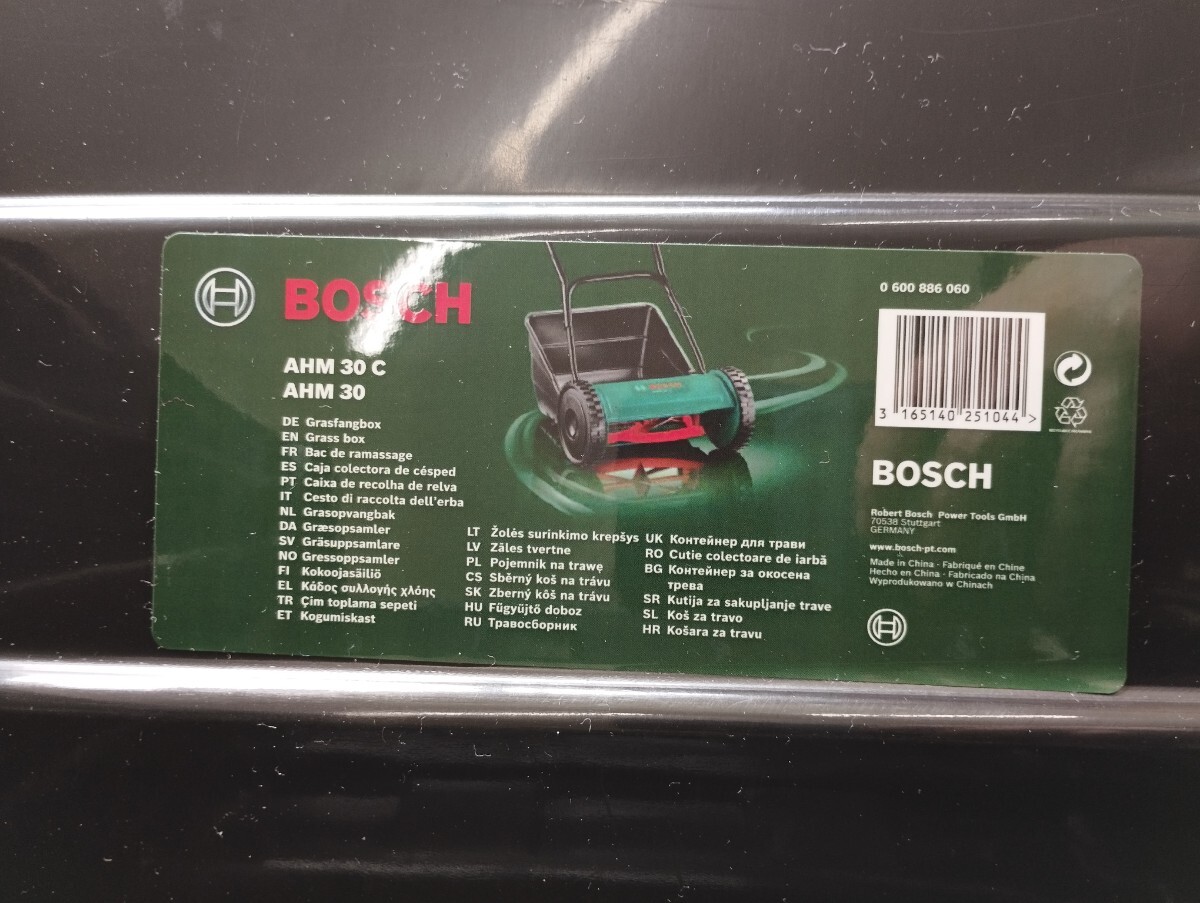 BOSCH
AHM 30 C
AHM 30
DE Grasfangbox
EN Grass box
FR Bac de ramassage
ES Caja colectora de césped
PT Caixa de recolha de relva
IT Cesto di raccolta dell'erba
NL Grasopvangbak
DA Græsopsamler
SV Gräsuppsamlare
NO Gressoppsamler
FI Kokoojasäiliö
EL Κάδος συλλογής χλόης
TR Çim toplama sepeti
ET Kogumiskast
LT Žolės surinkimo krepšys
LV Zāles tvertne
PL Pojemnik na trawę
CS Sběrný koš na trávu
SK Zberný kôš na trávu
HU Fűgyűjtő doboz
RU Травосборник
UK Контейнер для трави
RO Cutie colectoare de iarbă
BG Контейнер за окосена
трева
SR Kutija za sakupljanje trave
SL Koš za travo
HR Košara za travu
0 600 886 060
3 165140 251044 >
BOSCH
Robert Bosch Power Tools GmbH
70538 Stuttgart
GERMANY
www.bosch-pt.com
Made in China · Fabriqué en Chine
Hecho en China · Fabricado na China
Wyprodukowano w Chinach